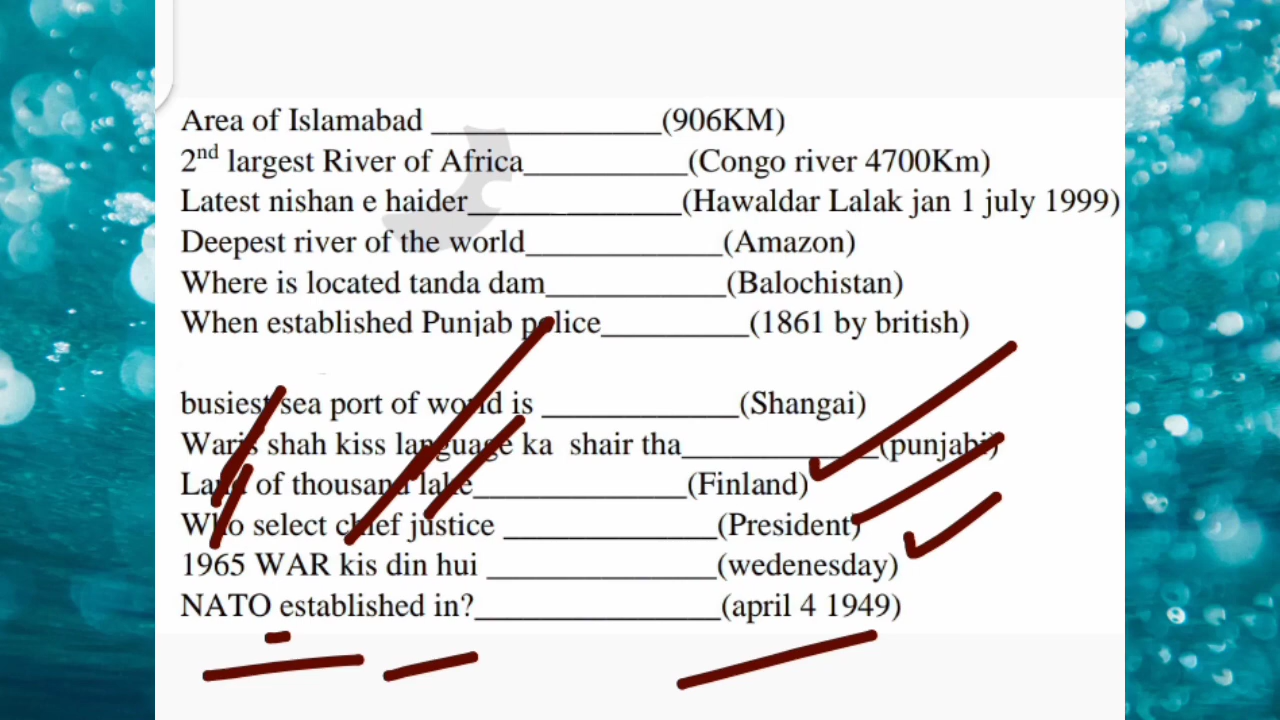 Area of Islamabad ______________(906KM)
2nd largest River of Africa__________(Congo river 4700Km)
Latest nishan e haider_____________(Hawaldar Lalak jan 1 july 1999)
Deepest river of the world____________(Amazon)
Where is located tanda dam___________(Balochistan)
When established Punjab police_________(1861 by british)
busiest sea port of world is ____________(Shangai)
Waris shah kiss language ka shair tha____________(punjabi)
Land of thousand lake_____________(Finland)
Who select chief justice _____________(President)
1965 WAR kis din hui ______________(wedenesday)
NATO established in?_______________(april 4 1949)